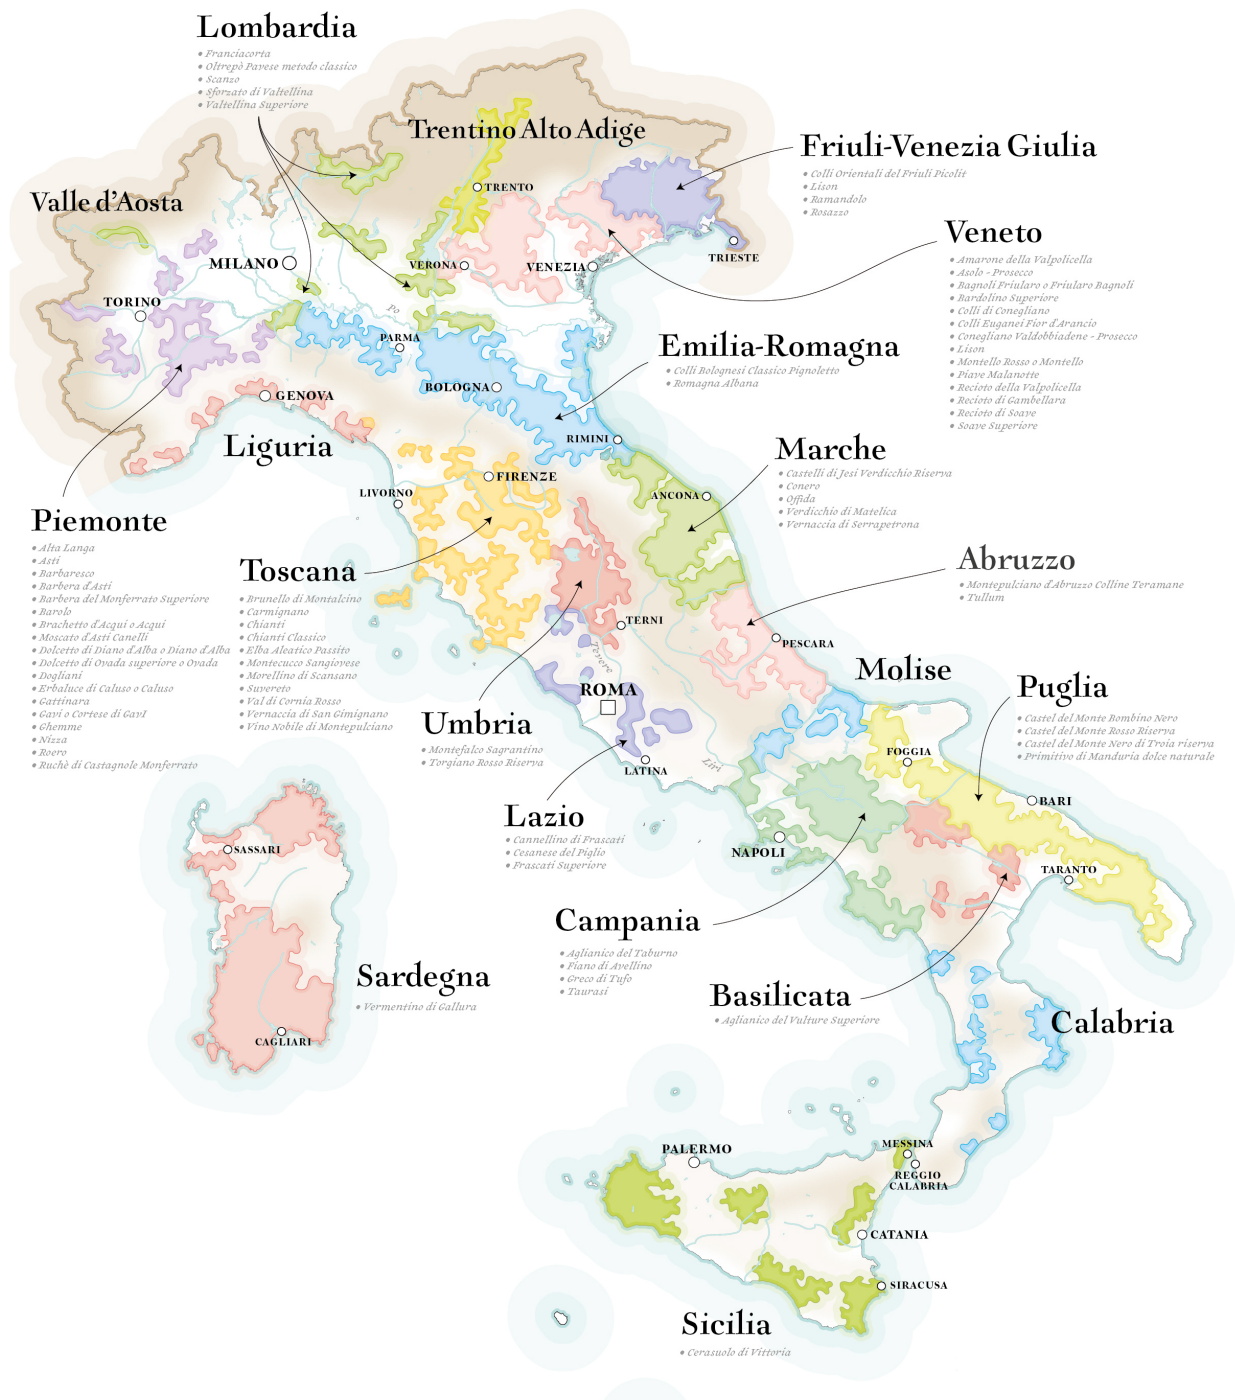 Lombardia
• Franciacorta
• Oltrepò Pavese metodo classico
• Scanzo
• Sforzato di Valtellina
• Valtellina Superiore
Trentino Alto Adige
Friuli-Venezia Giulia
• Colli Orientali del Friuli Picolit
• Lison
• Ramandolo
• Rosazzo
Valle d'Aosta
TRENTO
Veneto
• Amarone della Valpolicella
• Asolo - Prosecco
• Bagnoli Friularo o Friularo Bagnoli
• Bardolino Superiore
• Colli di Conegliano
• Colli Euganei Fior d'Arancio
• Conegliano Valdobbiadene - Prosecco
• Lison
• Montello Rosso o Montello
• Piave Malanotte
• Recioto della Valpolicella
• Recioto di Gambellara
• Recioto di Soave
• Soave Superiore
TRIESTE
MILANO
VERONA
VENEZIA
TORINO
Po
PARMA
Emilia-Romagna
• Colli Bolognesi Classico Pignoletto
• Romagna Albana
BOLOGNA
GENOVA
RIMINI
Liguria
Marche
• Castelli di Jesi Verdicchio Riserva
• Conero
• Offida
• Verdicchio di Matelica
• Vernaccia di Serrapetrona
FIRENZE
LIVORNO
ANCONA
Piemonte
• Alta Langa
• Asti
• Barbaresco
• Barbera d'Asti
• Barbera del Monferrato Superiore
• Barolo
• Brachetto d'Acqui o Acqui
• Moscato d'Asti Canelli
• Dolcetto di Diano d'Alba o Diano d'Alba
• Dolcetto di Ovada superiore o Ovada
• Dogliani
• Erbaluce di Caluso o Caluso
• Gattinara
• Gavi o Cortese di GavI
• Ghemme
• Nizza
• Roero
• Ruchè di Castagnole Monferrato
Toscana
• Brunello di Montalcino
• Carmignano
• Chianti
• Chianti Classico
• Elba Aleatico Passito
• Montecucco Sangiovese
• Morellino di Scansano
• Suvereto
• Val di Cornia Rosso
• Vernaccia di San Gimignano
• Vino Nobile di Montepulciano
Abruzzo
• Montepulciano d'Abruzzo Colline Teramane
• Tullum
TERNI
PESCARA
Tevere
Molise
ROMA
Umbria
• Montefalco Sagrantino
• Torgiano Rosso Riserva
Puglia
• Castel del Monte Bombino Nero
• Castel del Monte Rosso Riserva
• Castel del Monte Nero di Troia riserva
• Primitivo di Manduria dolce naturale
FOGGIA
LATINA
Liri
BARI
Lazio
• Cannellino di Frascati
• Cesanese del Piglio
• Frascati Superiore
NAPOLI
SASSARI
TARANTO
Campania
• Aglianico del Taburno
• Fiano di Avellino
• Greco di Tufo
• Taurasi
Sardegna
• Vermentino di Gallura
CAGLIARI
Basilicata
• Aglianico del Vulture Superiore
Calabria
MESSINA
PALERMO
REGGIO
CALABRIA
CATANIA
SIRACUSA
Sicilia
• Cerasuolo di Vittoria